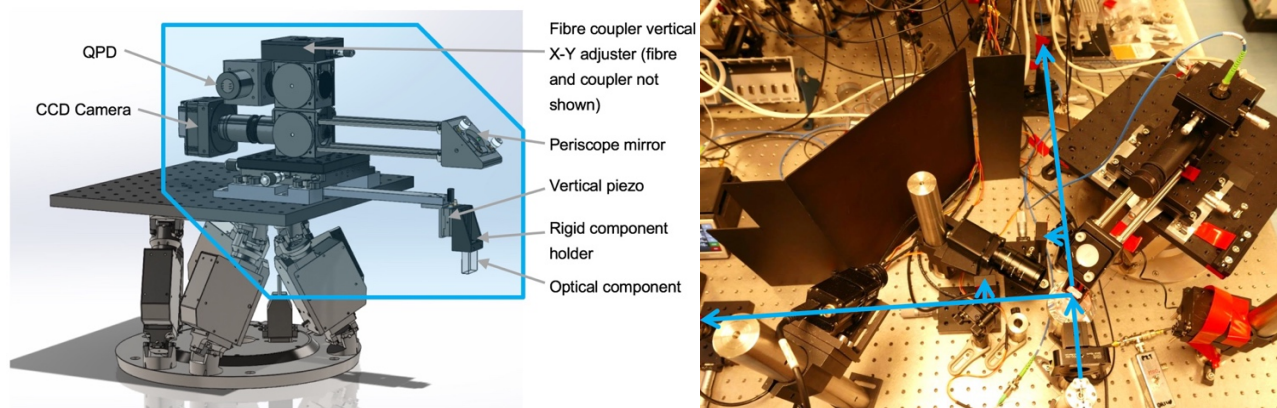 QPD
CCD Camera
Fibre coupler vertical
X-Y adjuster (fibre
and coupler not
shown)
Periscope mirror
Vertical piezo
Rigid component
holder
Optical component